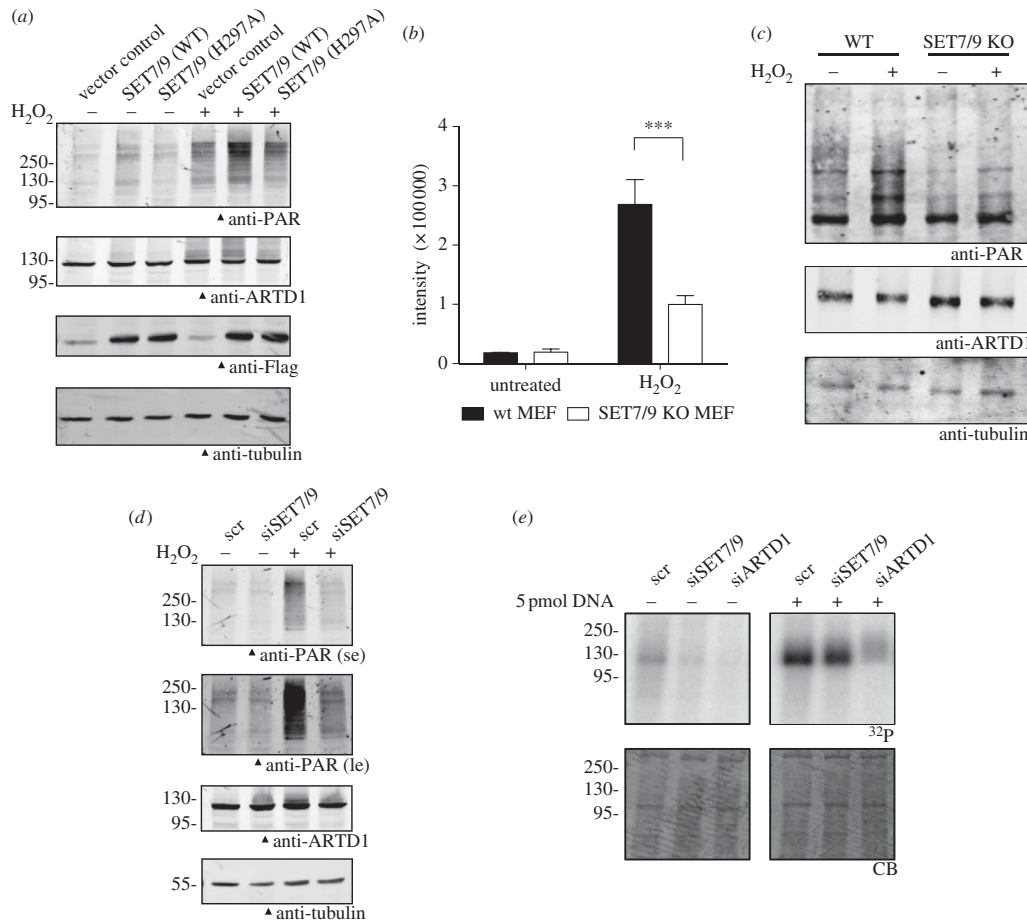 (a)
vector control
SET7/9 (WT)
SET7/9 (H297A)
vector control
SET7/9 (WT)
SET7/9 (H297A)
H2O2 – – – + + +
250-
130-
95-
▲ anti-PAR
130-
95-
▲ anti-ARTD1
▲ anti-Flag
▲ anti-tubulin
(b)
intensity (× 100 000)
4
3
2
1
0
***
untreated H2O2
wt MEF SET7/9 KO MEF
(c)
WT SET7/9 KO
H2O2 – + – +
anti-PAR
anti-ARTD1
anti-tubulin
(d)
scr
siSET7/9
scr
siSET7/9
H2O2 – – + +
250-
130-
▲ anti-PAR (se)
250-
130-
▲ anti-PAR (le)
130-
95-
▲ anti-ARTD1
55-
▲ anti-tubulin
(e)
scr
siSET7/9
siARTD1
scr
siSET7/9
siARTD1
5 pmol DNA – – – + + +
250-
130-
95-
32P
250-
130-
95-
CB